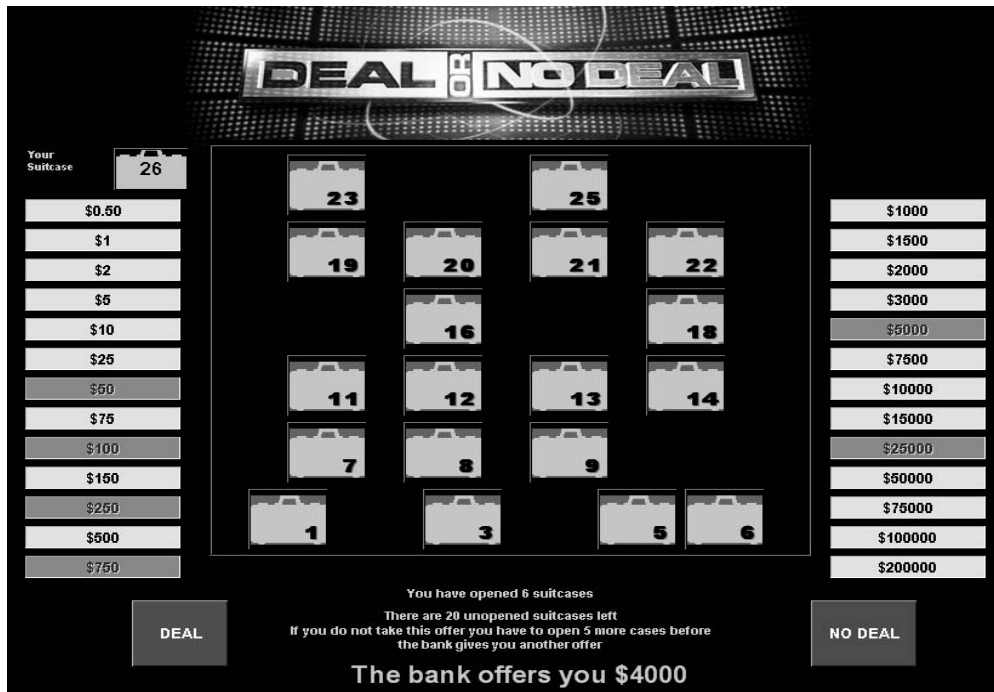 DEAL OR NO DEAL
Your
Suitcase
26
$0.50
$1
$2
$5
$10
$25
$50
$75
$100
$150
$250
$500
$750
23 25
19 20 21 22
16 18
11 12 13 14
7 8 9
1 3 5 6
$1000
$1500
$2000
$3000
$5000
$7500
$10000
$15000
$25000
$50000
$75000
$100000
$200000
You have opened 6 suitcases
There are 20 unopened suitcases left
If you do not take this offer you have to open 5 more cases before
the bank gives you another offer
DEAL
NO DEAL
The bank offers you $4000